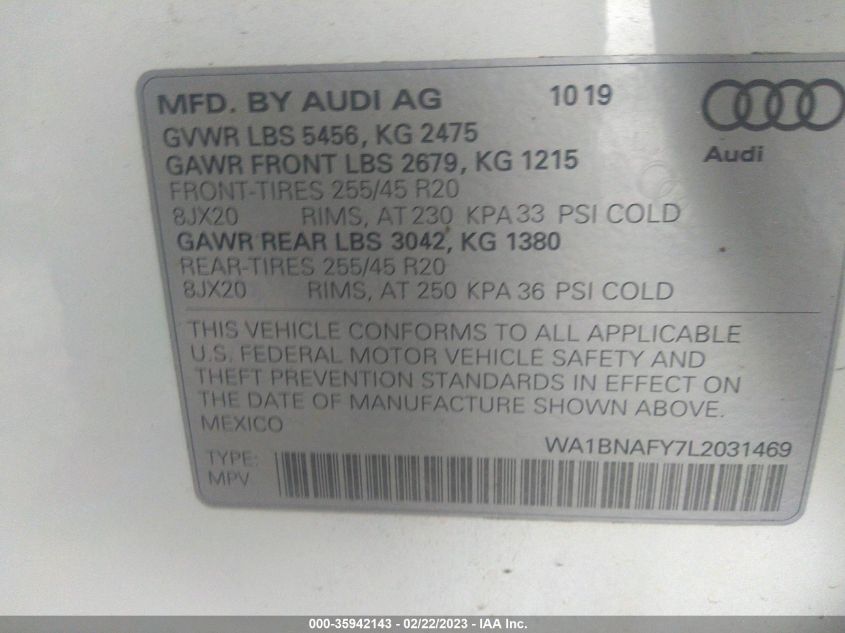 MFD. BY AUDI AG 10 19
GVWR LBS 5456, KG 2475
GAWR FRONT LBS 2679, KG 1215
Audi
FRONT-TIRES 255/45 R20
8JX20 RIMS, AT 230 KPA 33 PSI COLD
GAWR REAR LBS 3042, KG 1380
REAR-TIRES 255/45 R20
8JX20 RIMS, AT 250 KPA 36 PSI COLD
THIS VEHICLE CONFORMS TO ALL APPLICABLE
U.S. FEDERAL MOTOR VEHICLE SAFETY AND
THEFT PREVENTION STANDARDS IN EFFECT ON
THE DATE OF MANUFACTURE SHOWN ABOVE.
MEXICO
WA1BNAFY7L2031469
TYPE:
MPV
000-35942143 - 02/22/2023 - IAA Inc.